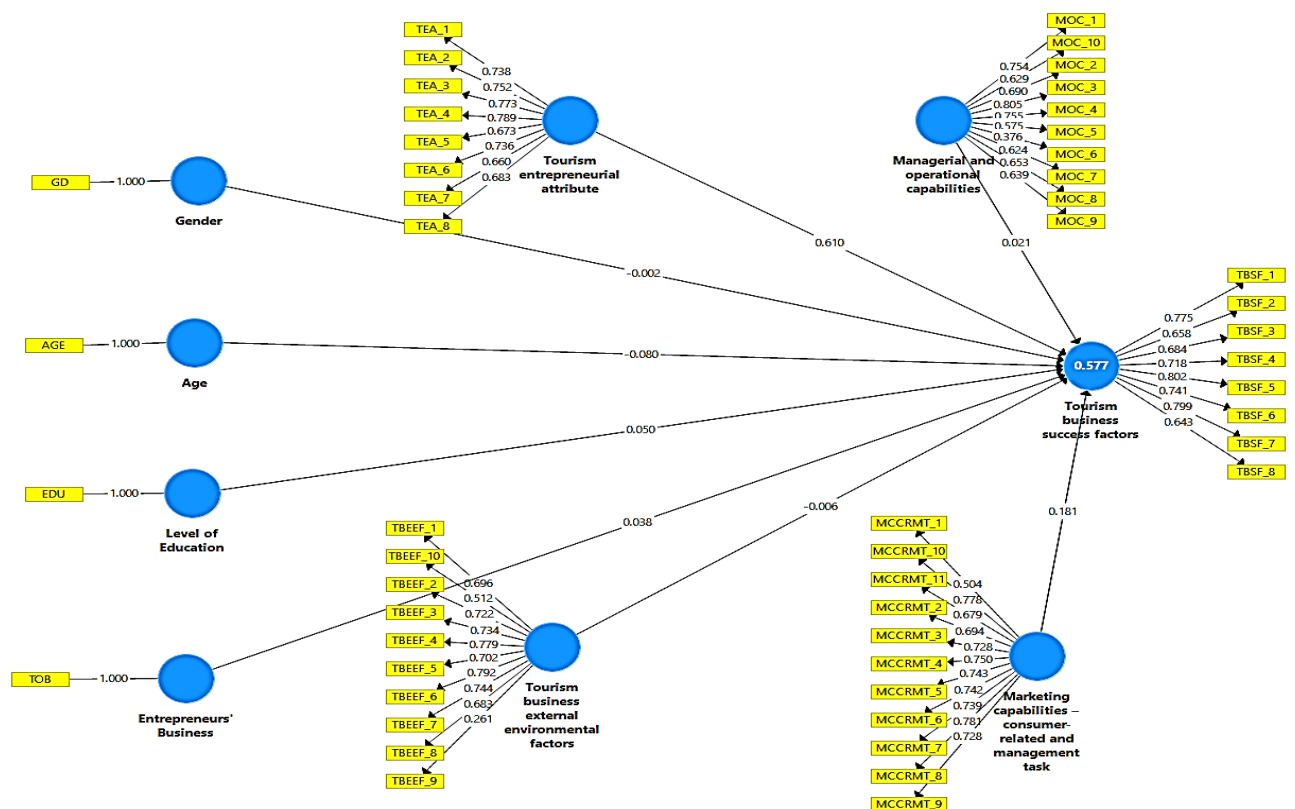 TEA_1
TEA_2
TEA_3
TEA_4
TEA_5
TEA_6
TEA_7
TEA_8
0.738
0.752
0.773
0.789
0.673
0.736
0.660
0.683
Tourism
entrepreneurial
attribute
MOC_1
MOC_10
MOC_2
MOC_3
MOC_4
MOC_5
MOC_6
MOC_7
MOC_8
MOC_9
0.754
0.629
0.690
0.805
0.755
0.575
0.376
0.624
0.653
0.639
Managerial and
operational
capabilities
GD
1.000
Gender
0.610
0.021
-0.002
AGE
1.000
Age
-0.080
0.577
Tourism
business
success factors
TBSF_1
TBSF_2
TBSF_3
TBSF_4
TBSF_5
TBSF_6
TBSF_7
TBSF_8
0.775
0.658
0.684
0.718
0.802
0.741
0.799
0.643
EDU
1.000
Level of
Education
0.050
0.038
-0.006
0.181
TOB
1.000
Entrepreneurs'
Business
TBEEF_1
TBEEF_10
TBEEF_2
TBEEF_3
TBEEF_4
TBEEF_5
TBEEF_6
TBEEF_7
TBEEF_8
TBEEF_9
0.696
0.512
0.722
0.734
0.779
0.702
0.792
0.744
0.683
0.261
Tourism
business
external
environmental
factors
MCCRMT_1
MCCRMT_10
MCCRMT_11
MCCRMT_2
MCCRMT_3
MCCRMT_4
MCCRMT_5
MCCRMT_6
MCCRMT_7
MCCRMT_8
MCCRMT_9
0.504
0.778
0.679
0.694
0.728
0.750
0.743
0.742
0.739
0.781
0.728
Marketing
capabilities –
consumer-
related and
management
task